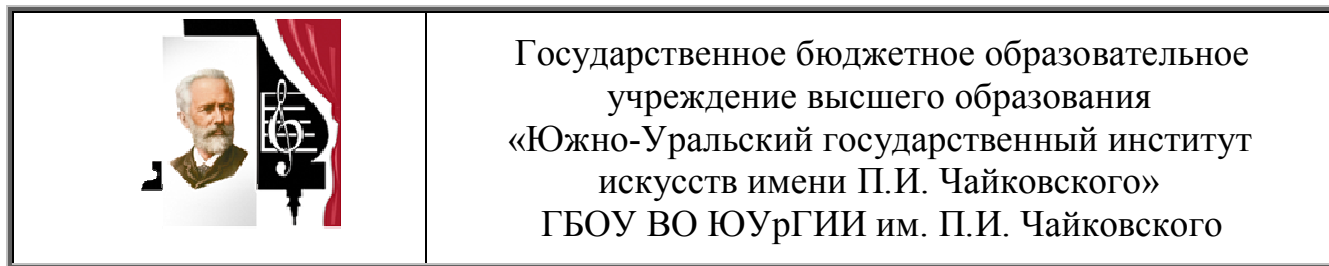 Государственное бюджетное образовательное
учреждение высшего образования
«Южно-Уральский государственный институт
искусств имени П.И. Чайковского»
ГБОУ ВО ЮУрГИИ им. П.И. Чайковского